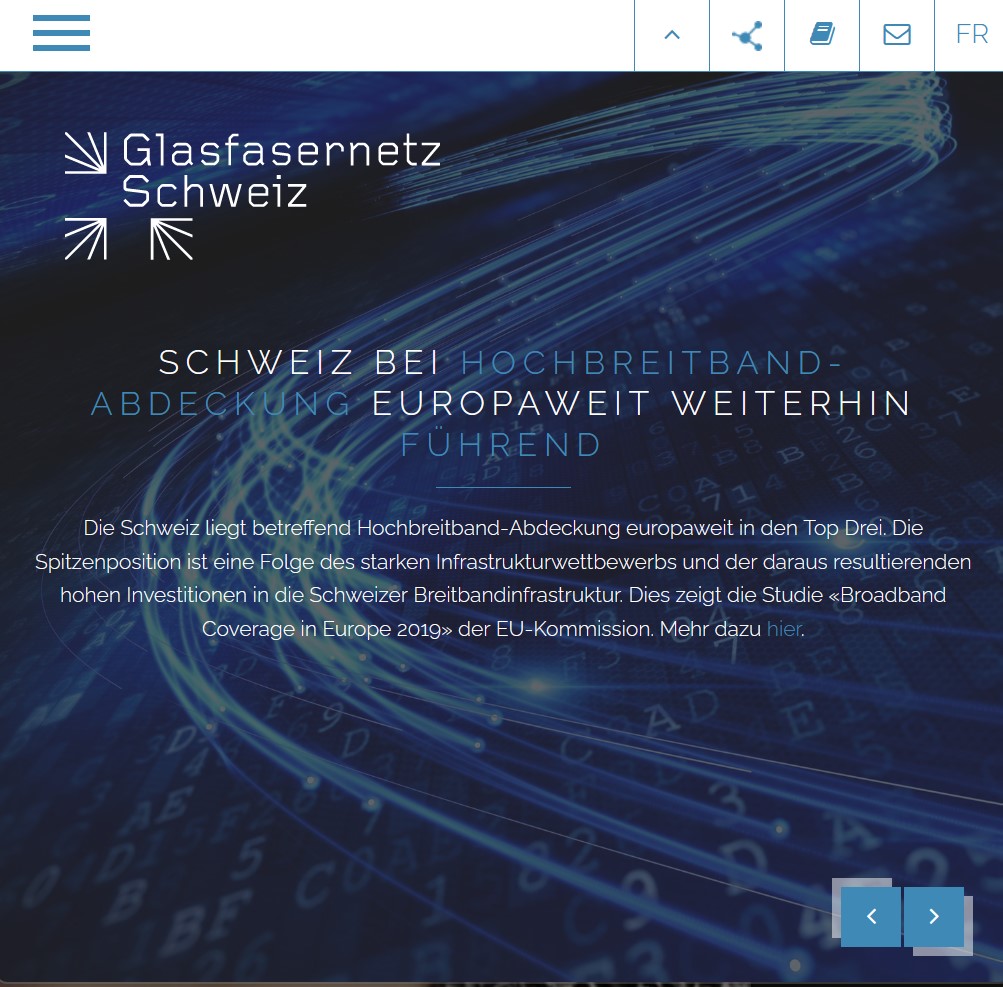 FR
Glasfasernetz
Schweiz
SCHWEIZ BEI HOCHBREITBAND-
ABDECKUNG EUROPAWEIT WEITERHIN
FÜHREND
Die Schweiz liegt betreffend Hochbreitband-Abdeckung europaweit in den Top Drei. Die
Spitzenposition ist eine Folge des starken Infrastrukturwettbewerbs und der daraus resultierenden
hohen Investitionen in die Schweizer Breitbandinfrastruktur. Dies zeigt die Studie «Broadband
Coverage in Europe 2019» der EU-Kommission. Mehr dazu hier.